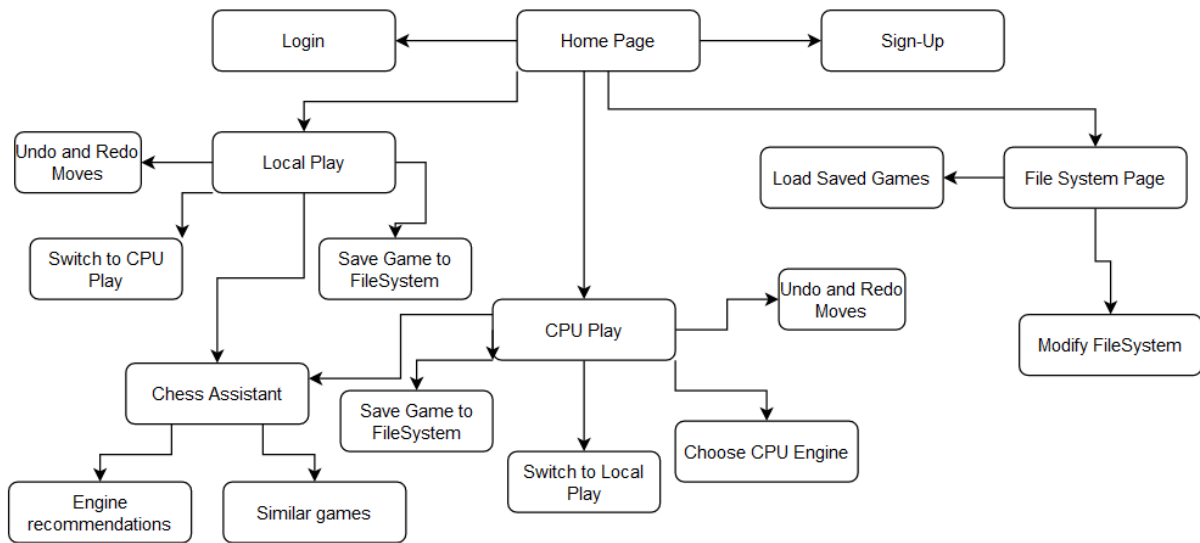 Login
Home Page
Sign-Up
Undo and Redo
Moves
Local Play
Load Saved Games
File System Page
Switch to CPU
Play
Save Game to
FileSystem
Undo and Redo
Moves
CPU Play
Modify FileSystem
Chess Assistant
Save Game to
FileSystem
Choose CPU Engine
Switch to Local
Play
Engine
recommendations
Similar games